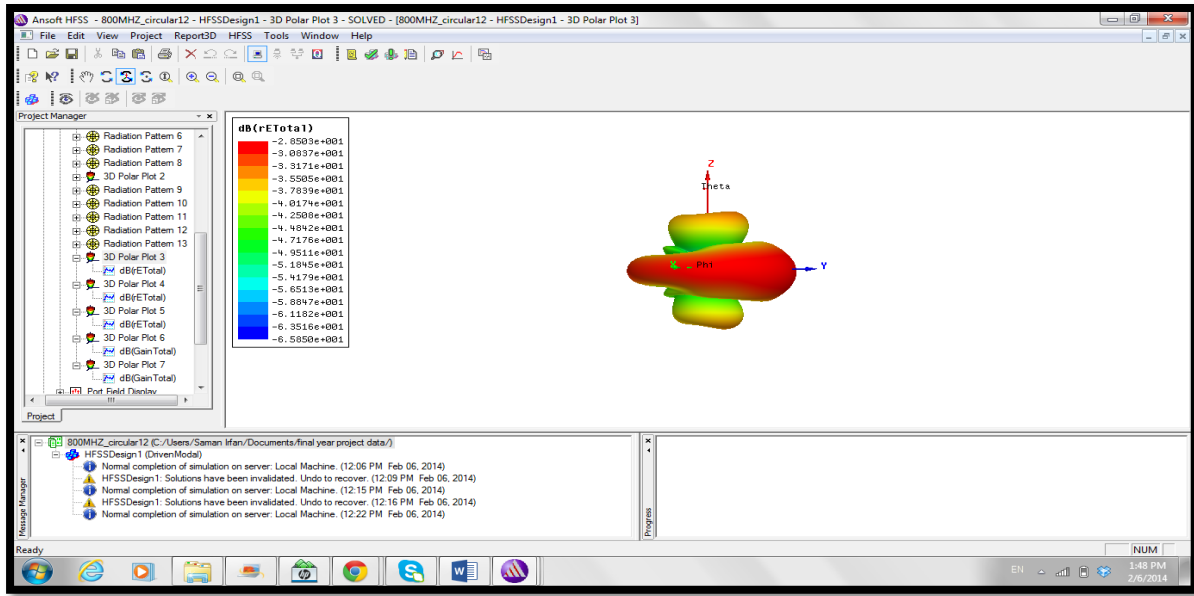 Ansoft HFSS - 800MHZ_circular12 - HFSSDesign1 - 3D Polar Plot 3 - SOLVED - [800MHZ_circular12 - HFSSDesign1 - 3D Polar Plot 3]
File Edit View Project Report3D HFSS Tools Window Help
Project Manager
Radiation Pattern 6
Radiation Pattern 7
Radiation Pattern 8
3D Polar Plot 2
Radiation Pattern 9
Radiation Pattern 10
Radiation Pattern 11
Radiation Pattern 12
Radiation Pattern 13
3D Polar Plot 3
dB(rETotal)
3D Polar Plot 4
dB(rETotal)
3D Polar Plot 5
dB(rETotal)
3D Polar Plot 6
dB(GainTotal)
3D Polar Plot 7
dB(GainTotal)
Port Field Display
Project
dB(rETotal)
-2.8503e+001
-3.0837e+001
-3.3171e+001
-3.5505e+001
-3.7839e+001
-4.0174e+001
-4.2508e+001
-4.4842e+001
-4.7176e+001
-4.9511e+001
-5.1845e+001
-5.4179e+001
-5.6513e+001
-5.8847e+001
-6.1182e+001
-6.3516e+001
-6.5850e+001
Z
Theta
Phi
Y
800MHZ_circular12 (C:/Users/Saman Irfan/Documents/final year project data/)
HFSSDesign1 (DrivenModal)
Normal completion of simulation on server: Local Machine. (12:06 PM Feb 06, 2014)
HFSSDesign1: Solutions have been invalidated. Undo to recover. (12:09 PM Feb 06, 2014)
Normal completion of simulation on server: Local Machine. (12:15 PM Feb 06, 2014)
HFSSDesign1: Solutions have been invalidated. Undo to recover. (12:16 PM Feb 06, 2014)
Normal completion of simulation on server: Local Machine. (12:22 PM Feb 06, 2014)
Message Manager
Progress
Ready
NUM
EN
1:48 PM
2/6/2014